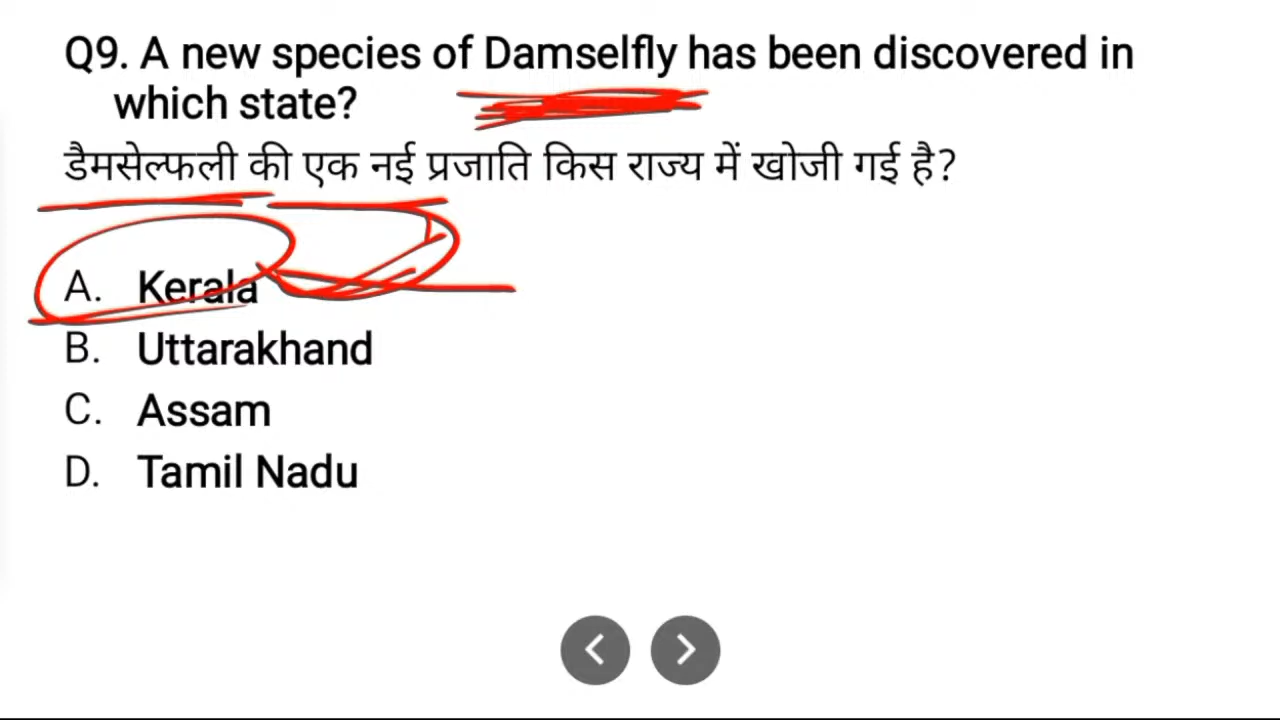 Q9. A new species of Damselfly has been discovered in
which state?
डैमसेल्फली की एक नई प्रजाति किस राज्य में खोजी गई है?
A. Kerala
B. Uttarakhand
C. Assam
D. Tamil Nadu